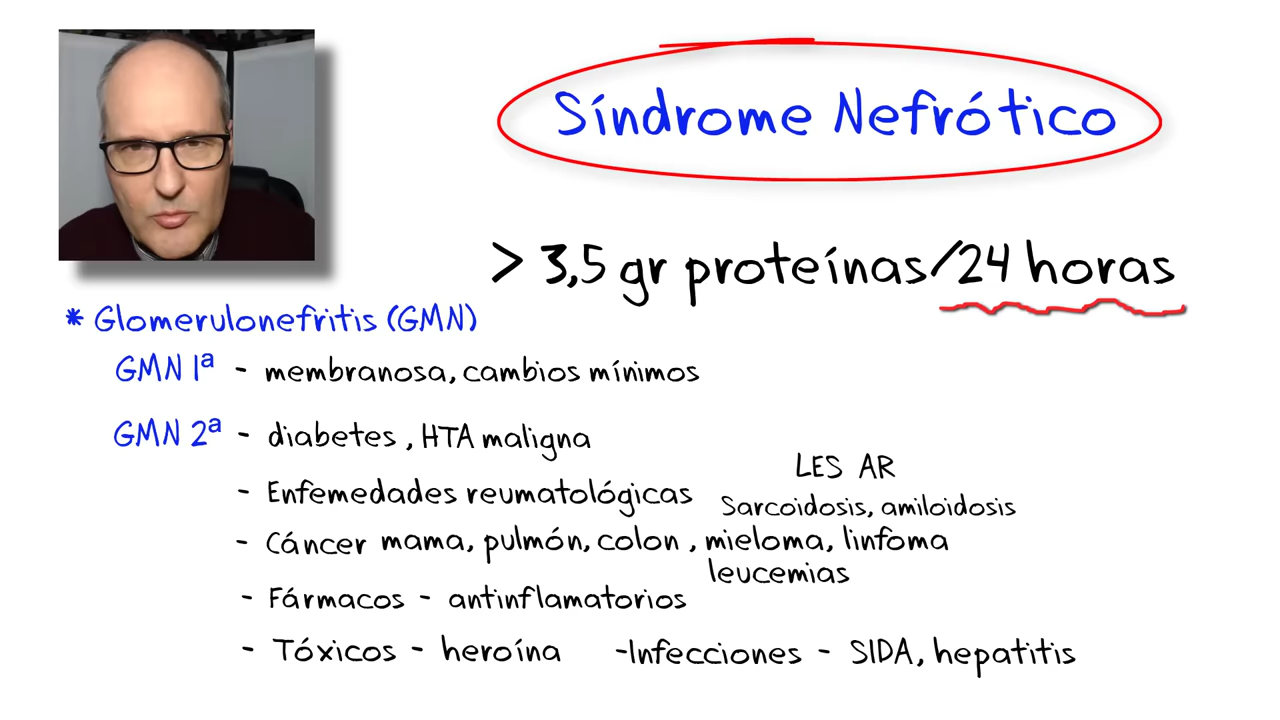 Síndrome Nefrótico
> 3,5 gr proteínas/24 horas
* Glomerulonefritis (GMN)
GMN 1ª - membranosa, cambios mínimos
GMN 2ª - diabetes, HTA maligna
LES AR
- Enfemedades reumatológicas
Sarcoidosis, amiloidosis
- Cáncer mama, pulmón, colon, mieloma, linfoma
leucemias
- Fármacos - antinflamatorios
- Tóxicos - heroína -Infecciones - SIDA, hepatitis